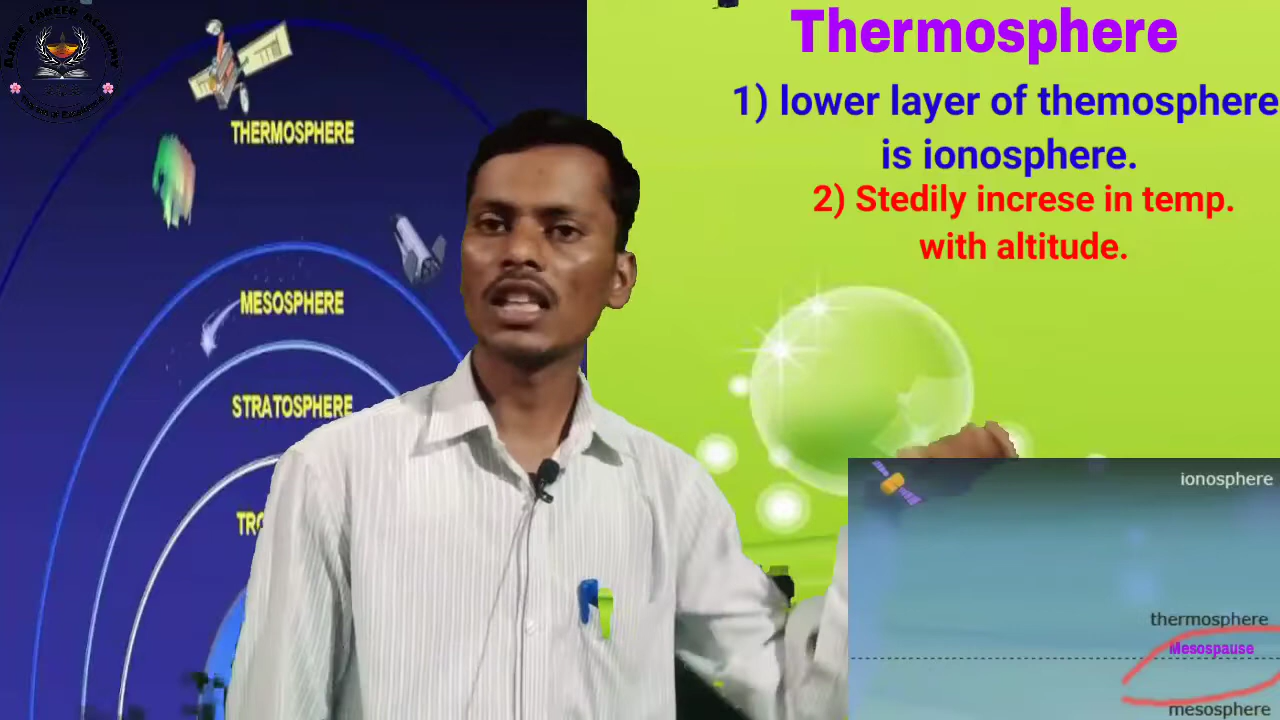 THERMOSPHERE
MESOSPHERE
STRATOSPHERE
Thermosphere
1) lower layer of themosphere
is ionosphere.
2) Stedily increse in temp.
with altitude.
ionosphere
thermosphere
Mesospause
mesosphere